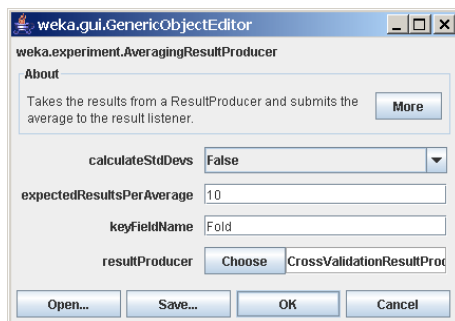 weka.gui.GenericObjectEditor
weka.experiment.AveragingResultProducer
About
Takes the results from a ResultProducer and submits the
average to the result listener.
More
calculateStdDevs False
expectedResultsPerAverage 10
keyFieldName Fold
resultProducer Choose CrossValidationResultProd
Open... Save... OK Cancel